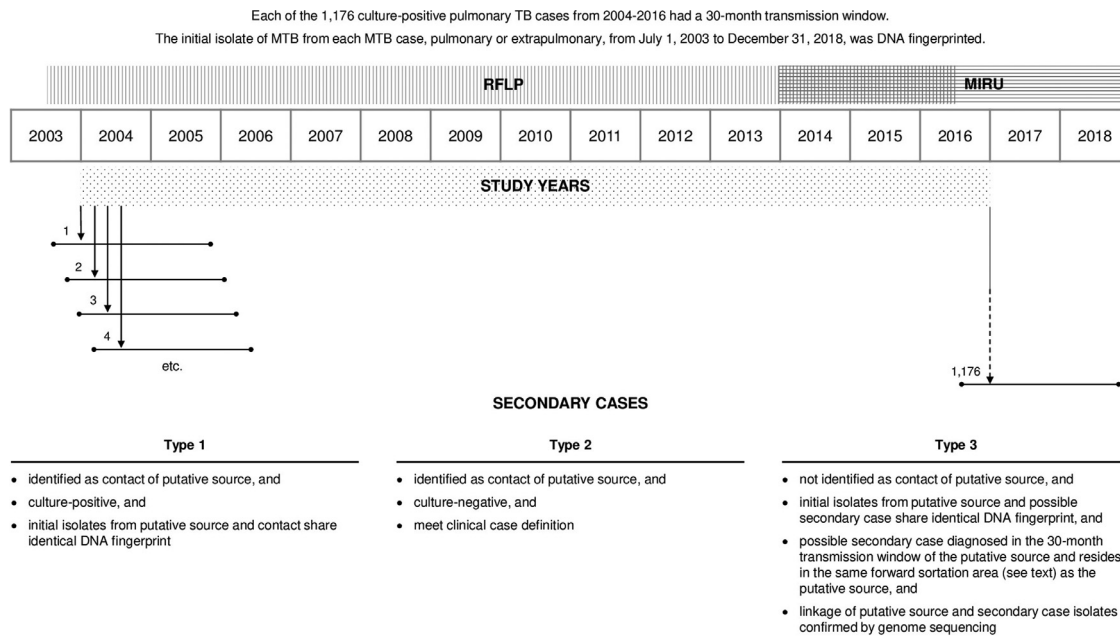 Each of the 1,176 culture-positive pulmonary TB cases from 2004-2016 had a 30-month transmission window.
The initial isolate of MTB from each MTB case, pulmonary or extrapulmonary, from July 1, 2003 to December 31, 2018, was DNA fingerprinted.
RFLP
MIRU
2003 2004 2005 2006 2007 2008 2009 2010 2011 2012 2013 2014 2015 2016 2017 2018
STUDY YEARS
1
2
3
4
etc.
1,176
SECONDARY CASES
Type 1
• identified as contact of putative source, and
• culture-positive, and
• initial isolates from putative source and contact share
identical DNA fingerprint
Type 2
• identified as contact of putative source, and
• culture-negative, and
• meet clinical case definition
Type 3
• not identified as contact of putative source, and
• initial isolates from putative source and possible
secondary case share identical DNA fingerprint, and
• possible secondary case diagnosed in the 30-month
transmission window of the putative source and resides
in the same forward sortation area (see text) as the
putative source, and
• linkage of putative source and secondary case isolates
confirmed by genome sequencing